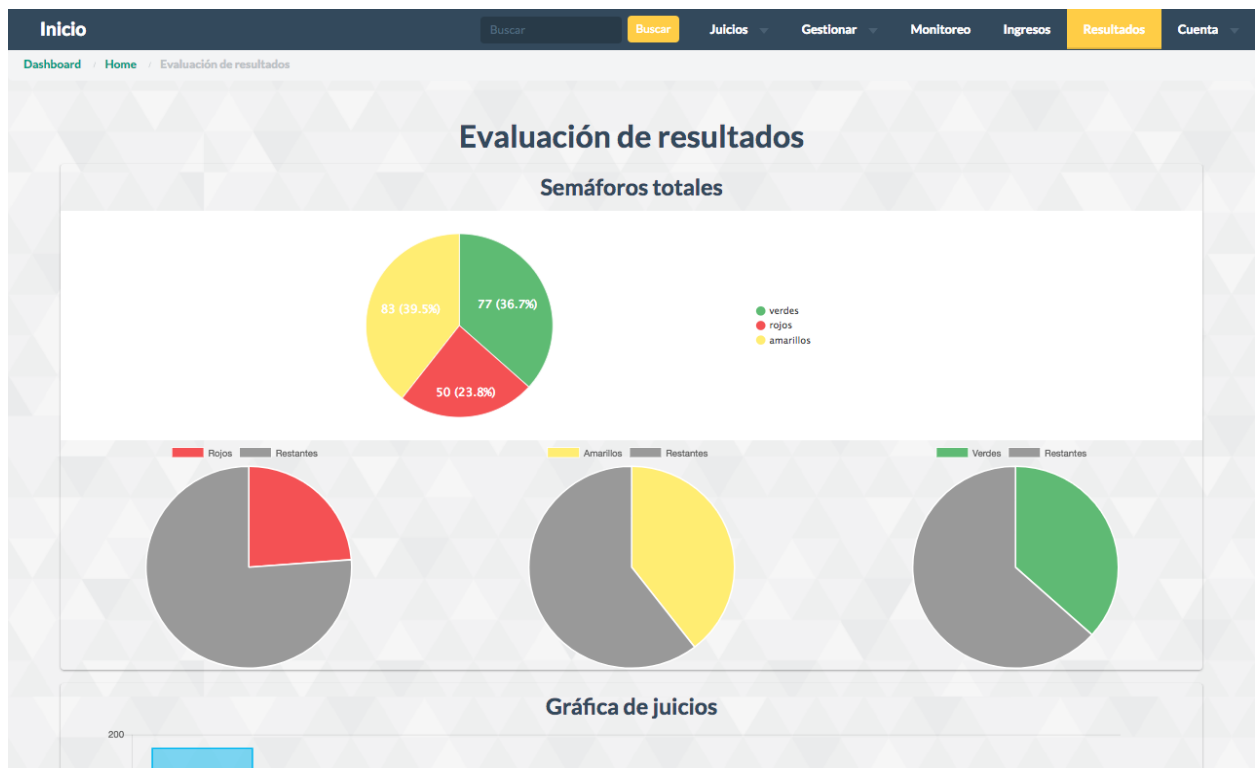 Inicio Buscar Buscar Juicios Gestionar Monitoreo Ingresos Resultados Cuenta
Dashboard / Home / Evaluación de resultados
Evaluación de resultados
Semáforos totales
83 (39.5%) 77 (36.7%)
50 (23.8%)
verdes
rojos
amarillos
Rojos Restantes Amarillos Restantes Verdes Restantes
Gráfica de juicios
200